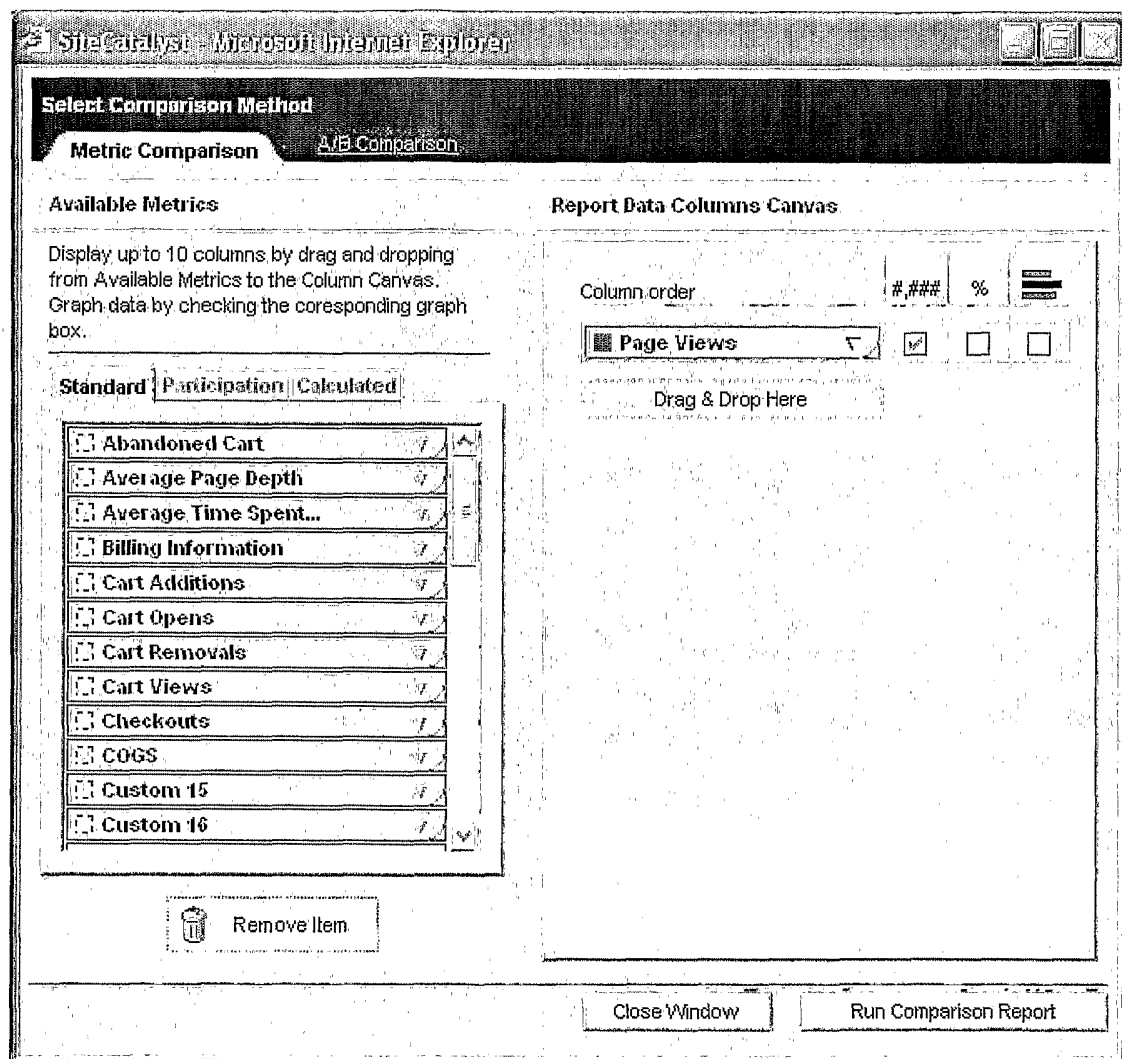 SiteCatalyst - Microsoft Internet Explorer
Select Comparison Method
Metric Comparison
A/B Comparison
Available Metrics
Display up to 10 columns by drag and dropping
from Available Metrics to the Column Canvas.
Graph data by checking the coresponding graph
box.
Standard Participation Calculated
Abandoned Cart
Average Page Depth
Average Time Spent...
Billing Information
Cart Additions
Cart Opens
Cart Removals
Cart Views
Checkouts
COGS
Custom 15
Custom 16
Remove Item
Report Data Columns Canvas
Column order #,### %
Page Views
Drag & Drop Here
Close Window
Run Comparison Report